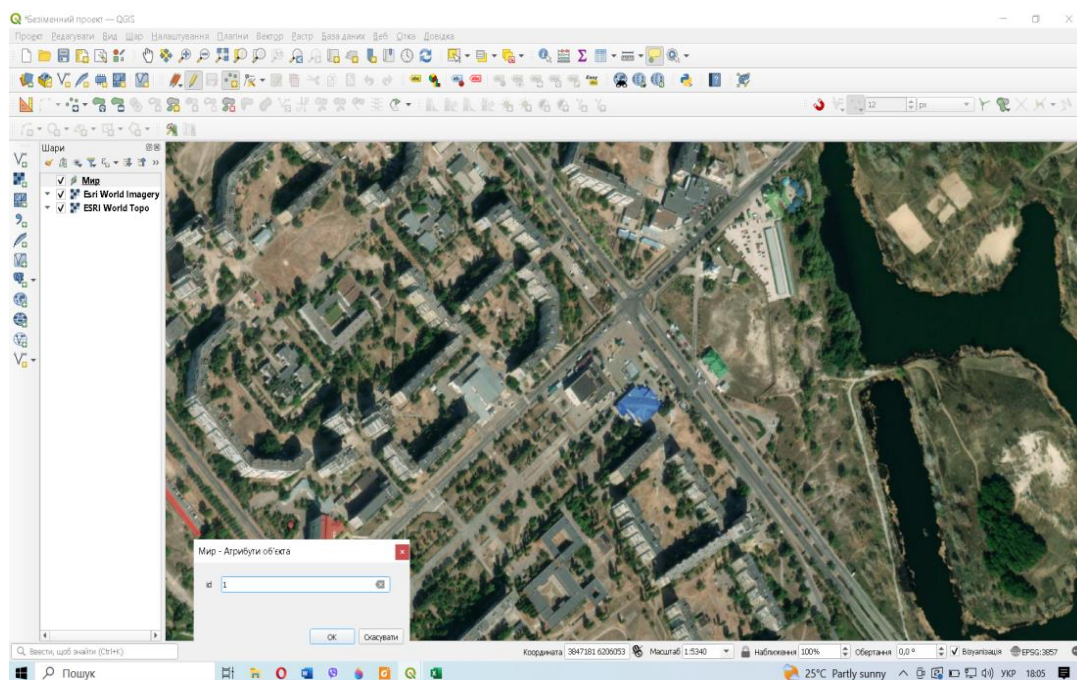 *Безіменний проект — QGIS
Проект Редагувати Вид Шар Налаштування Плагіни Вектор Растр База даних Веб Сітка Довідка
12
px
Шари
Мир
Esri World Imagery
ESRI World Topo
Мир - Атрибути об'єкта
id 1
OK Скасувати
Ввести, щоб знайти (Ctrl+K)
Координата 3847181 6206053 Масштаб 1:5340 Наближення 100% Обертання 0,0 ° Візуалізація EPSG:3857
Пошук
25°C Partly sunny УКР 18:05